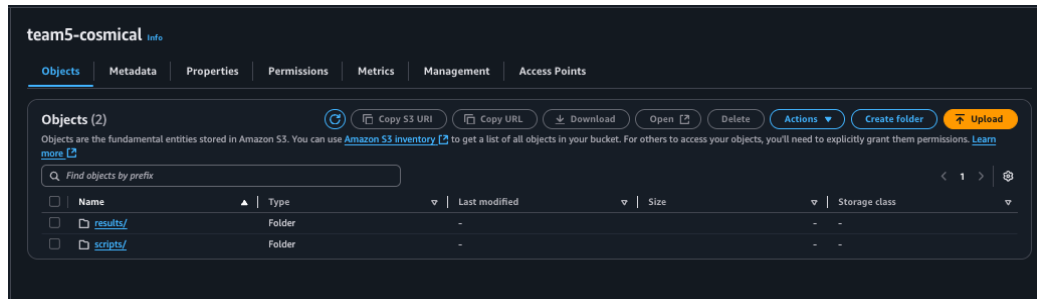 team5-cosmical Info
Objects Metadata Properties Permissions Metrics Management Access Points
Objects (2) Copy S3 URI Copy URL Download Open Delete Actions Create folder Upload
Objects are the fundamental entities stored in Amazon S3. You can use Amazon S3 inventory to get a list of all objects in your bucket. For others to access your objects, you'll need to explicitly grant them permissions. Learn
more
Find objects by prefix 1
Name Type Last modified Size Storage class
results/ Folder - - -
scripts/ Folder - - -